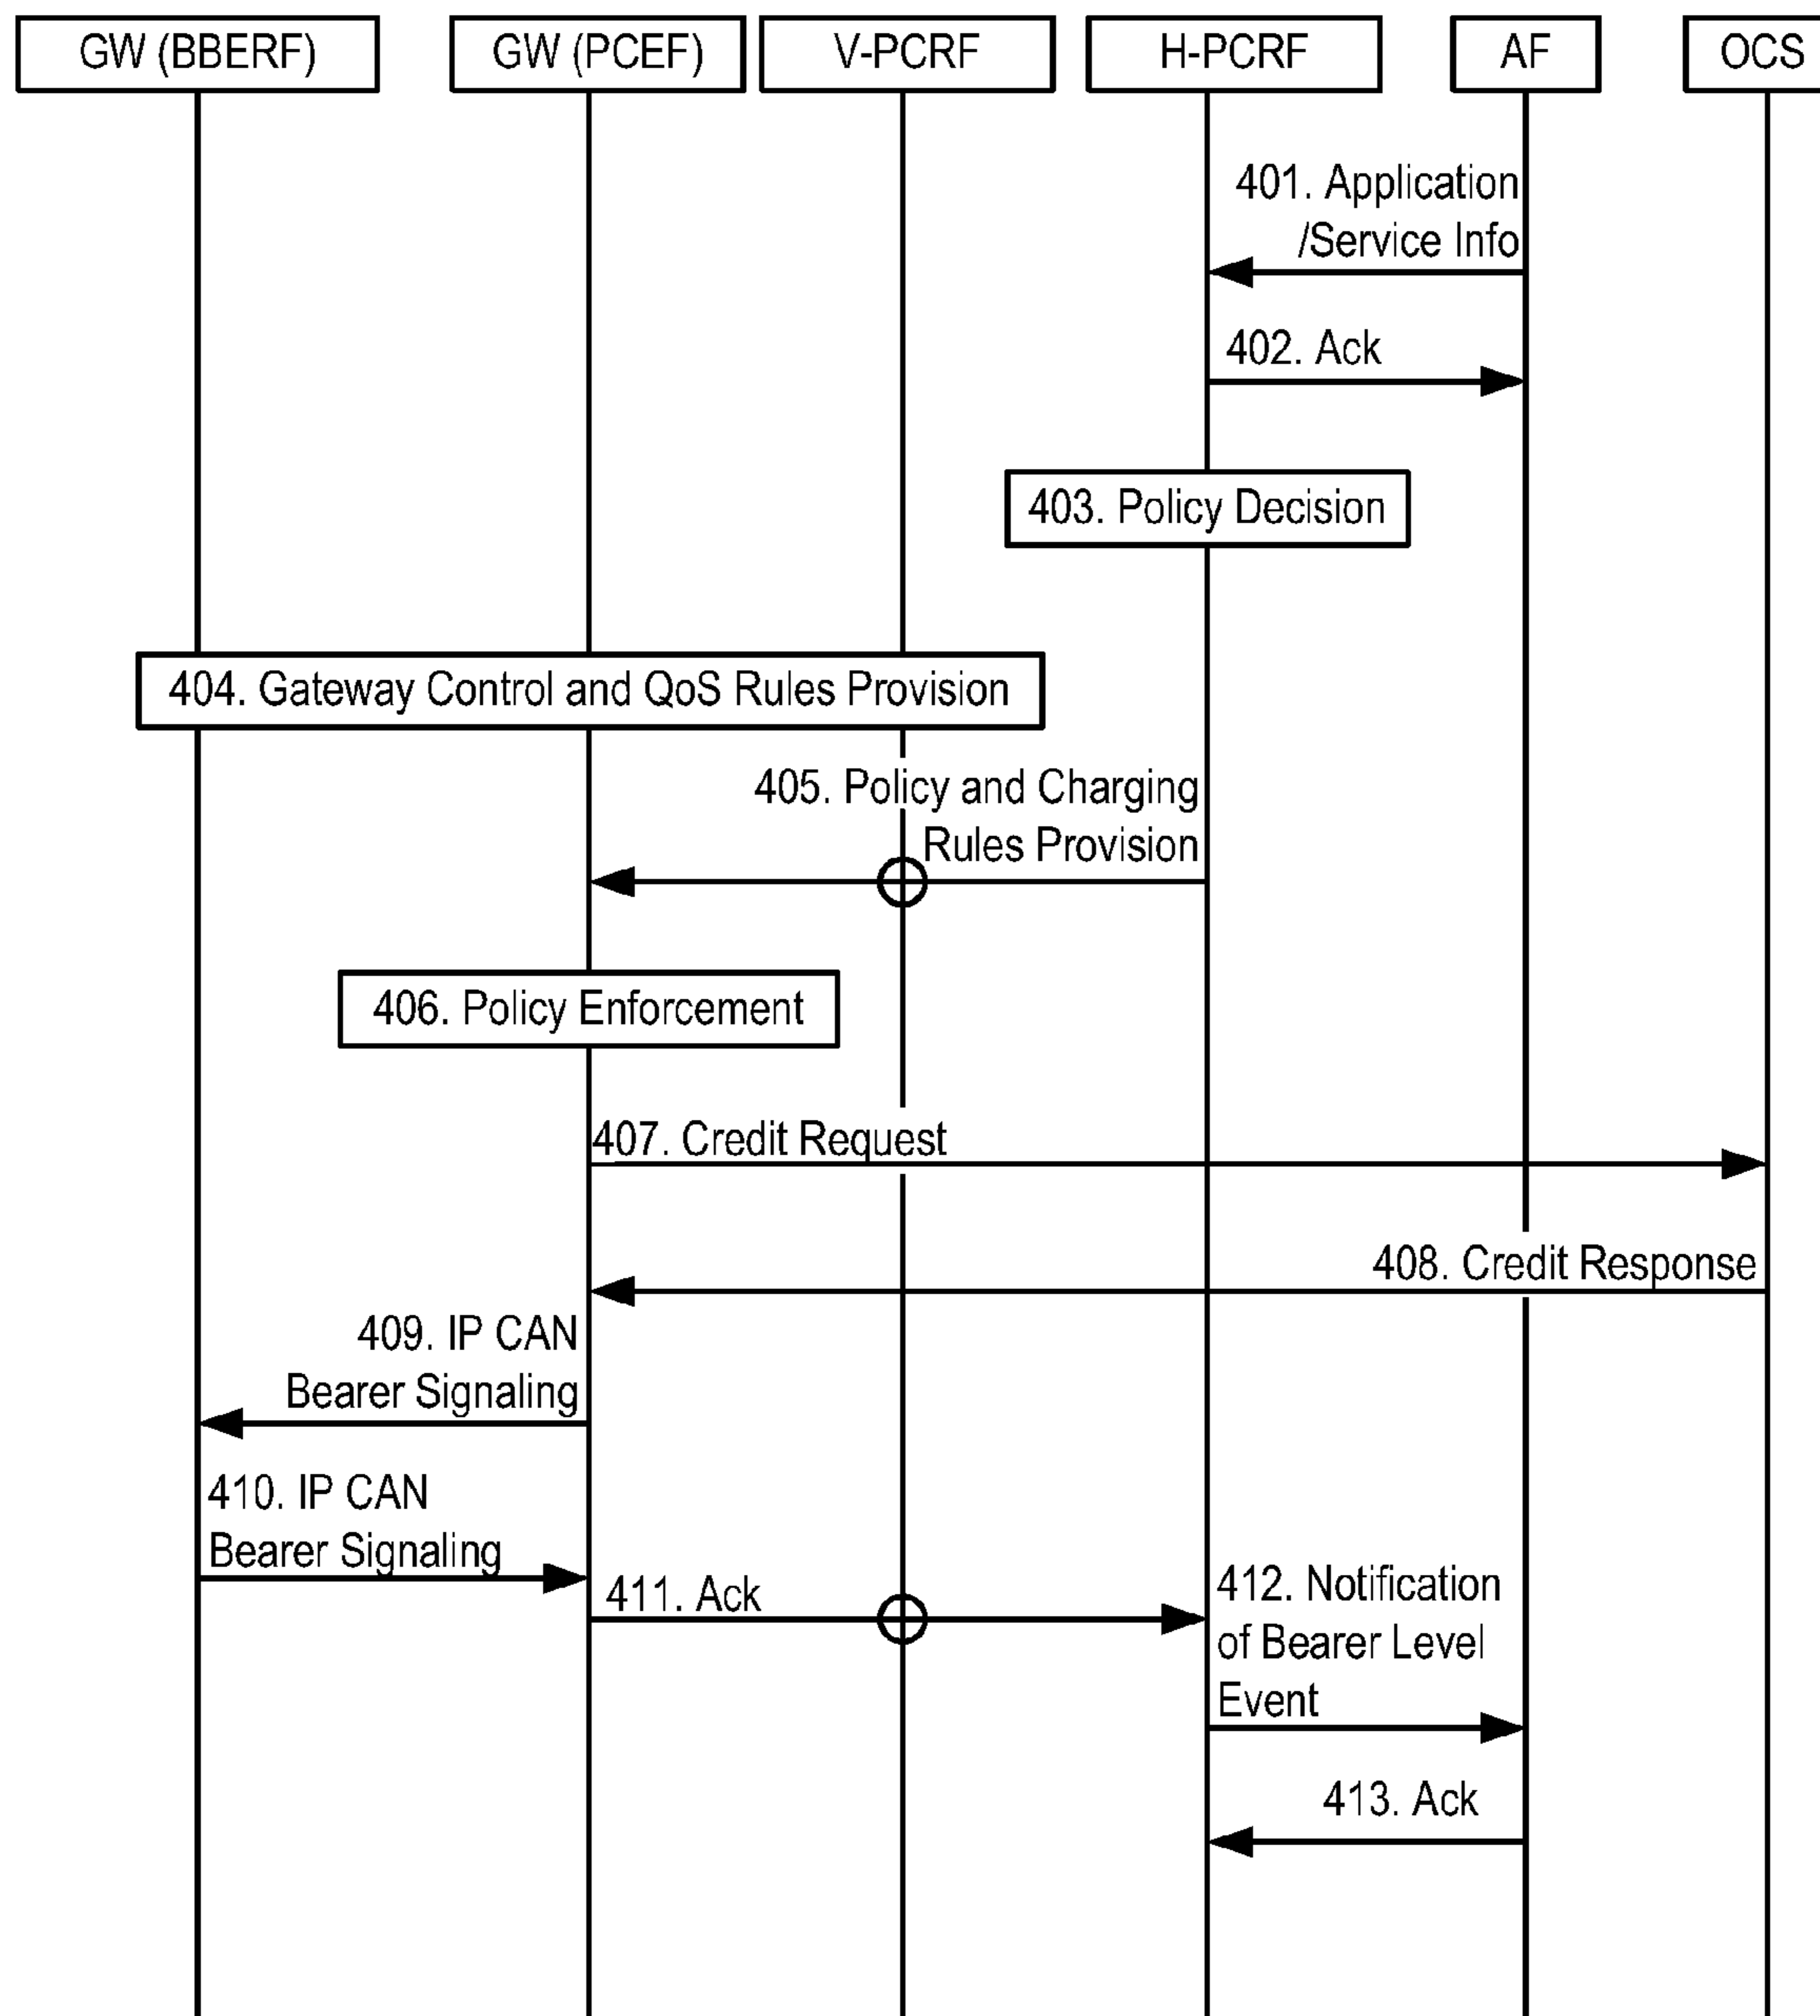 GW (BBERF)
GW (PCEF)
V-PCRF
H-PCRF
AF
OCS
401. Application
/Service Info
402. Ack
403. Policy Decision
404. Gateway Control and QoS Rules Provision
405. Policy and Charging
Rules Provision
406. Policy Enforcement
407. Credit Request
408. Credit Response
409. IP CAN
Bearer Signaling
410. IP CAN
Bearer Signaling
411. Ack
412. Notification
of Bearer Level
Event
413. Ack